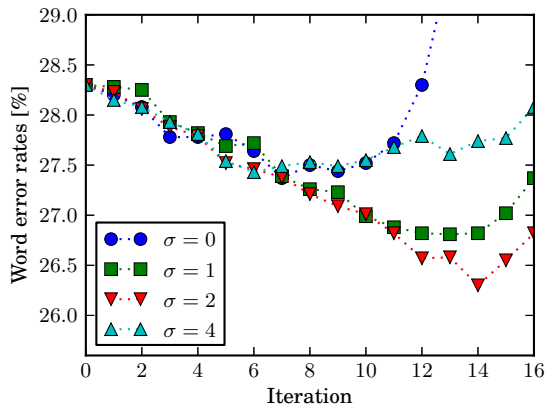 29.0
28.5
28.0
27.5
27.0
26.5
26.0
Word error rates [%]
σ = 0
σ = 1
σ = 2
σ = 4
0 2 4 6 8 10 12 14 16
Iteration